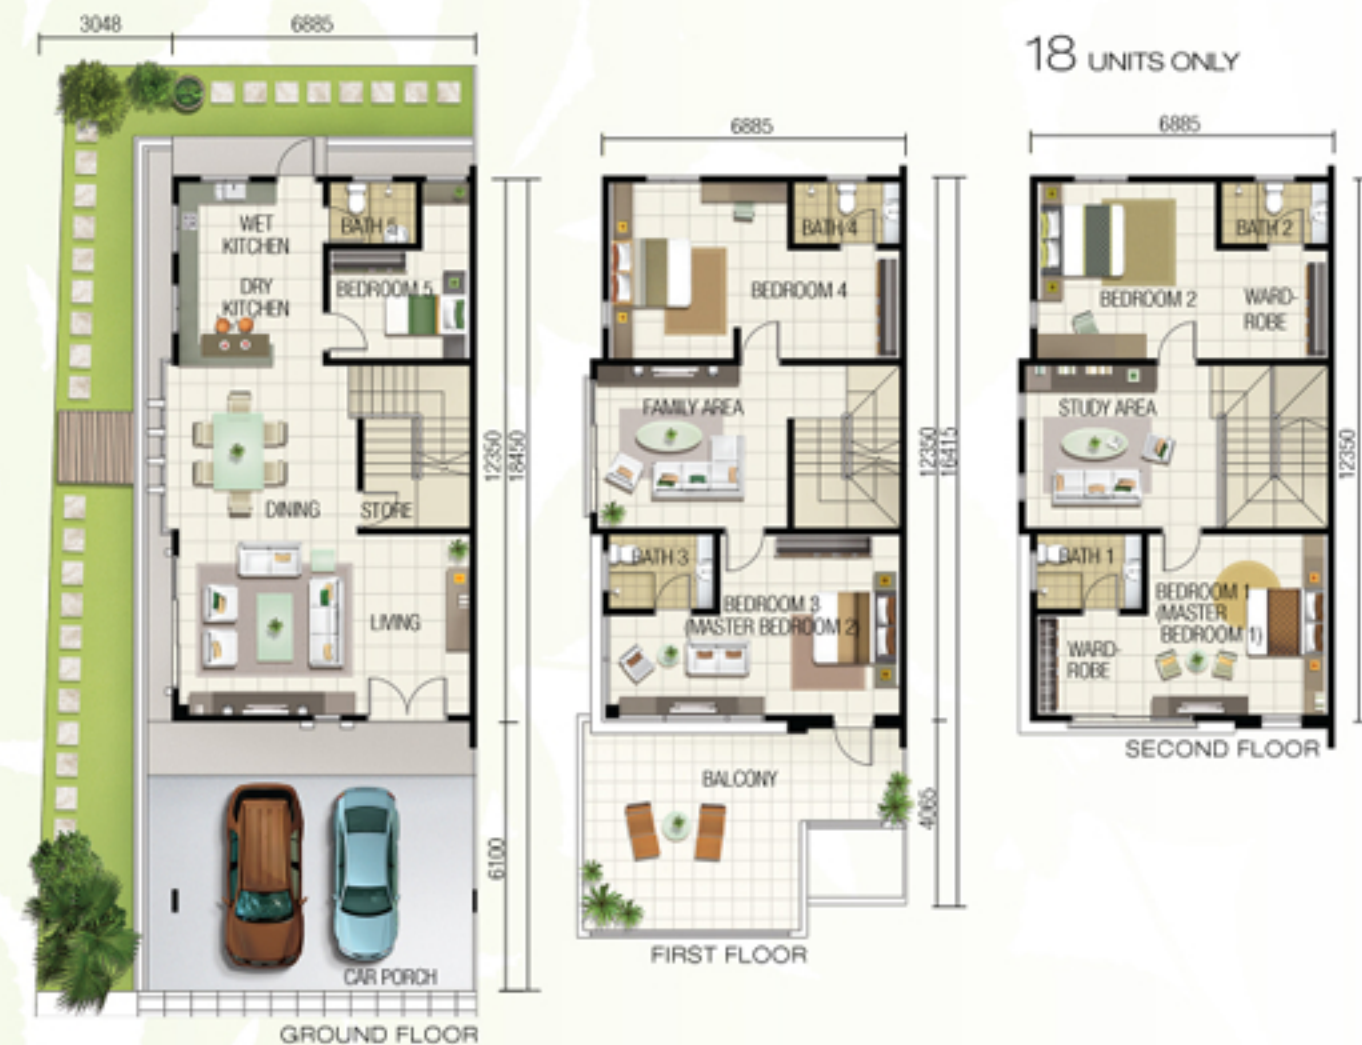 3048
6885
18 UNITS ONLY
WET
KITCHEN
DRY
KITCHEN
BATH 5
BEDROOM 5
DINING
STORE
LIVING
CAR PORCH
12350
18450
6100
GROUND FLOOR
6885
BATH 4
BEDROOM 4
FAMILY AREA
BATH 3
BEDROOM 3
(MASTER BEDROOM 2)
BALCONY
12350
16415
4065
FIRST FLOOR
6885
BATH 2
BEDROOM 2
WARD-
ROBE
STUDY AREA
BATH 1
BEDROOM 1
(MASTER
BEDROOM 1)
WARD-
ROBE
12350
SECOND FLOOR